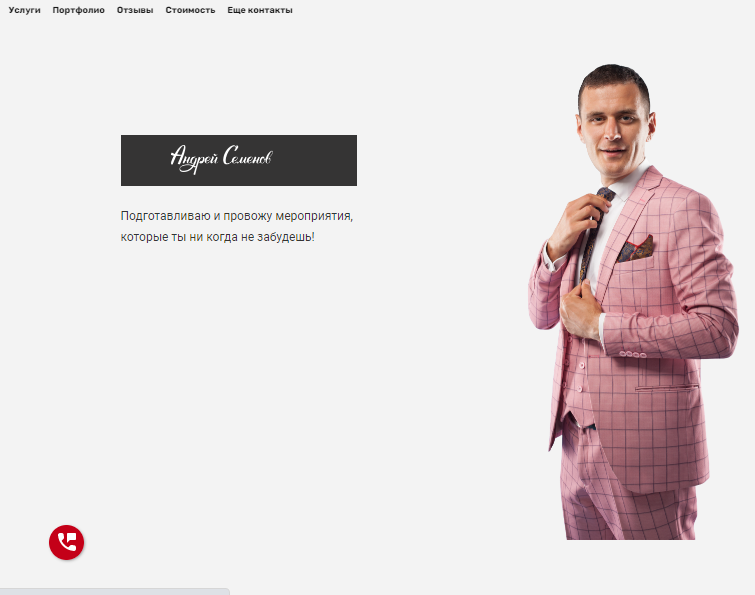 Услуги Портфолио Отзывы Стоимость Еще контакты
Андрей Семенов
Подготавливаю и провожу мероприятия,
которые ты ни когда не забудешь!